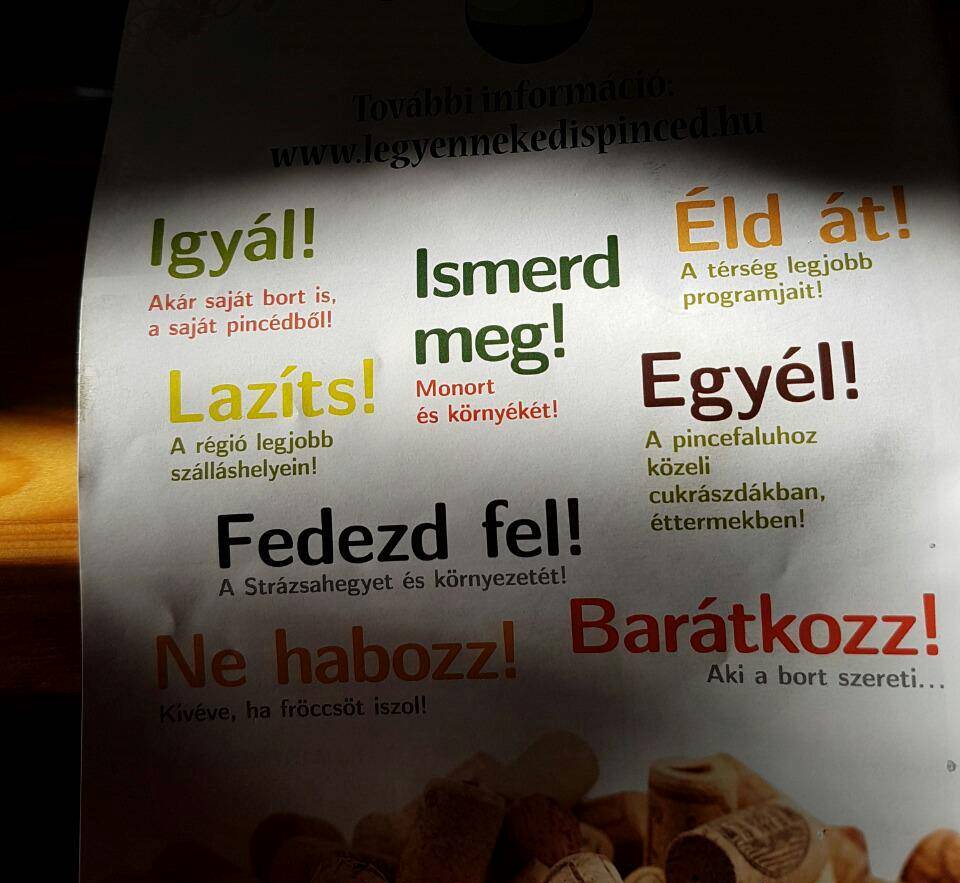 További információ:
www.legyennekedispinced.hu
Igyál!
Akár saját bort is,
a saját pincédből!
Ismerd
meg!
Monort
és környékét!
Éld át!
A térség legjobb
programjait!
Lazíts!
A régió legjobb
szálláshelyein!
Egyél!
A pincefaluhoz
közeli
cukrászdákban,
éttermekben!
Fedezd fel!
A Strázsahegyet és környezetét!
Ne habozz!
Kivéve, ha fröccsöt iszol!
Barátkozz!
Aki a bort szereti...